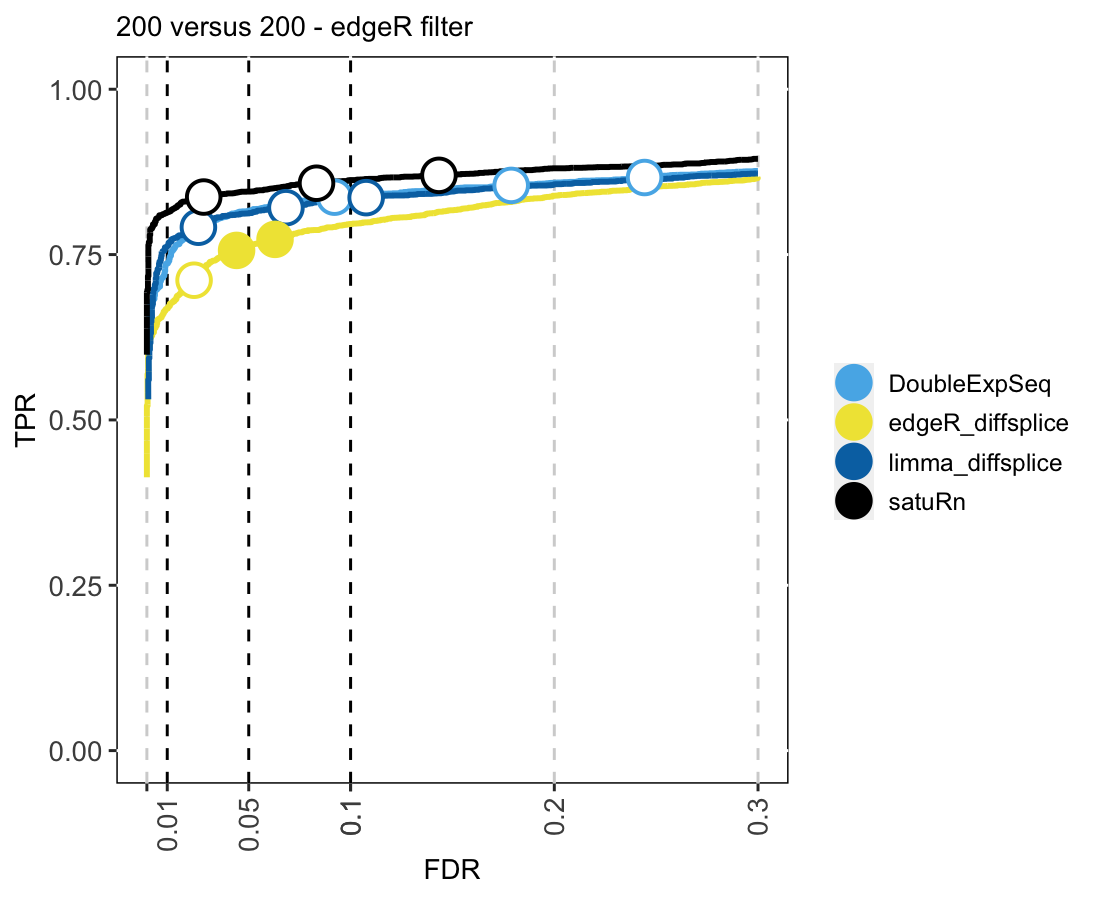 200 versus 200 - edgeR filter
1.00
0.75
0.50
0.25
0.00
TPR
0.01
0.05
0.1
0.2
0.3
FDR
DoubleExpSeq
edgeR_diffsplice
limma_diffsplice
satuRn